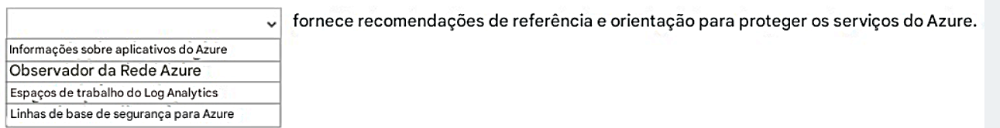 fornece recomendações de referência e orientação para proteger os serviços do Azure.
Informações sobre aplicativos do Azure
Observador da Rede Azure
Espaços de trabalho do Log Analytics
Linhas de base de segurança para Azure